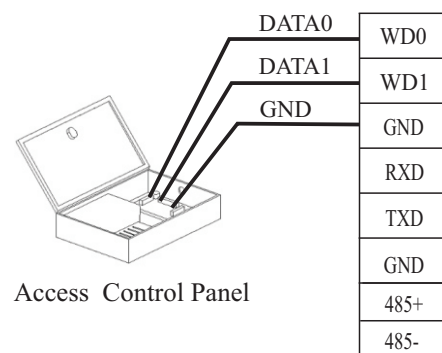 DATA0
WD0
DATA1
WD1
GND
GND
RXD
TXD
GND
485+
485-
Access Control Panel